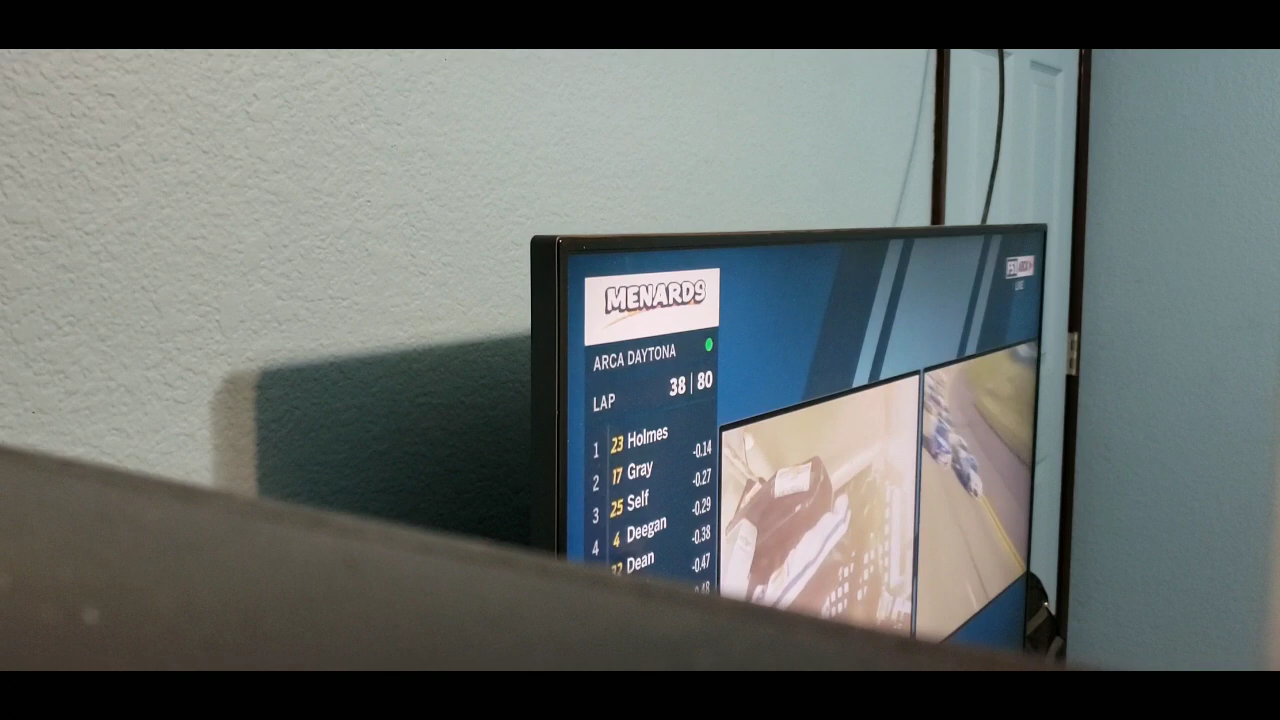 MENARDS
ARCA DAYTONA
LAP 38 | 80
1 23 Holmes -0.14
2 17 Gray -0.27
3 25 Self -0.29
4 4 Deegan -0.38
Dean -0.47
LIVE